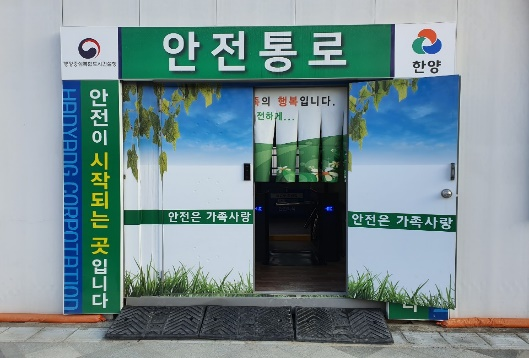 안전통로
한양
안전이 시작되는 곳입니다
HANYANG CORPOTATION
의 행복입니다.
전하게...
안전은 가족사랑
안전은 가족사랑